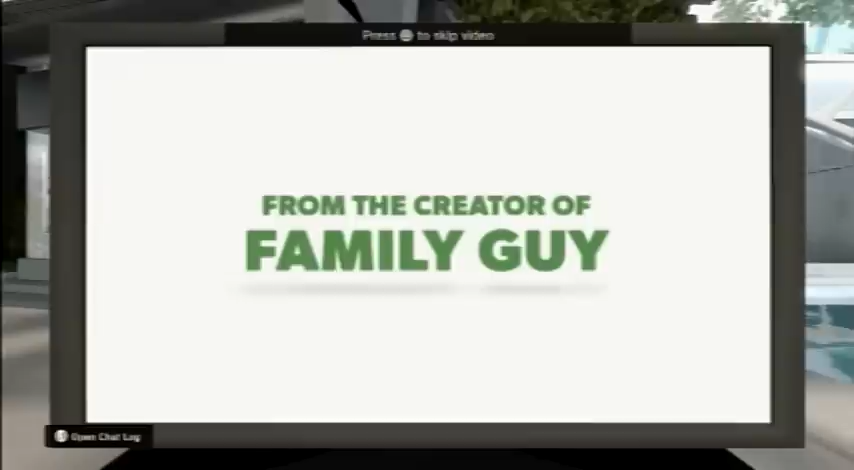 Press to skip video
FROM THE CREATOR OF
FAMILY GUY
Open Chat Log